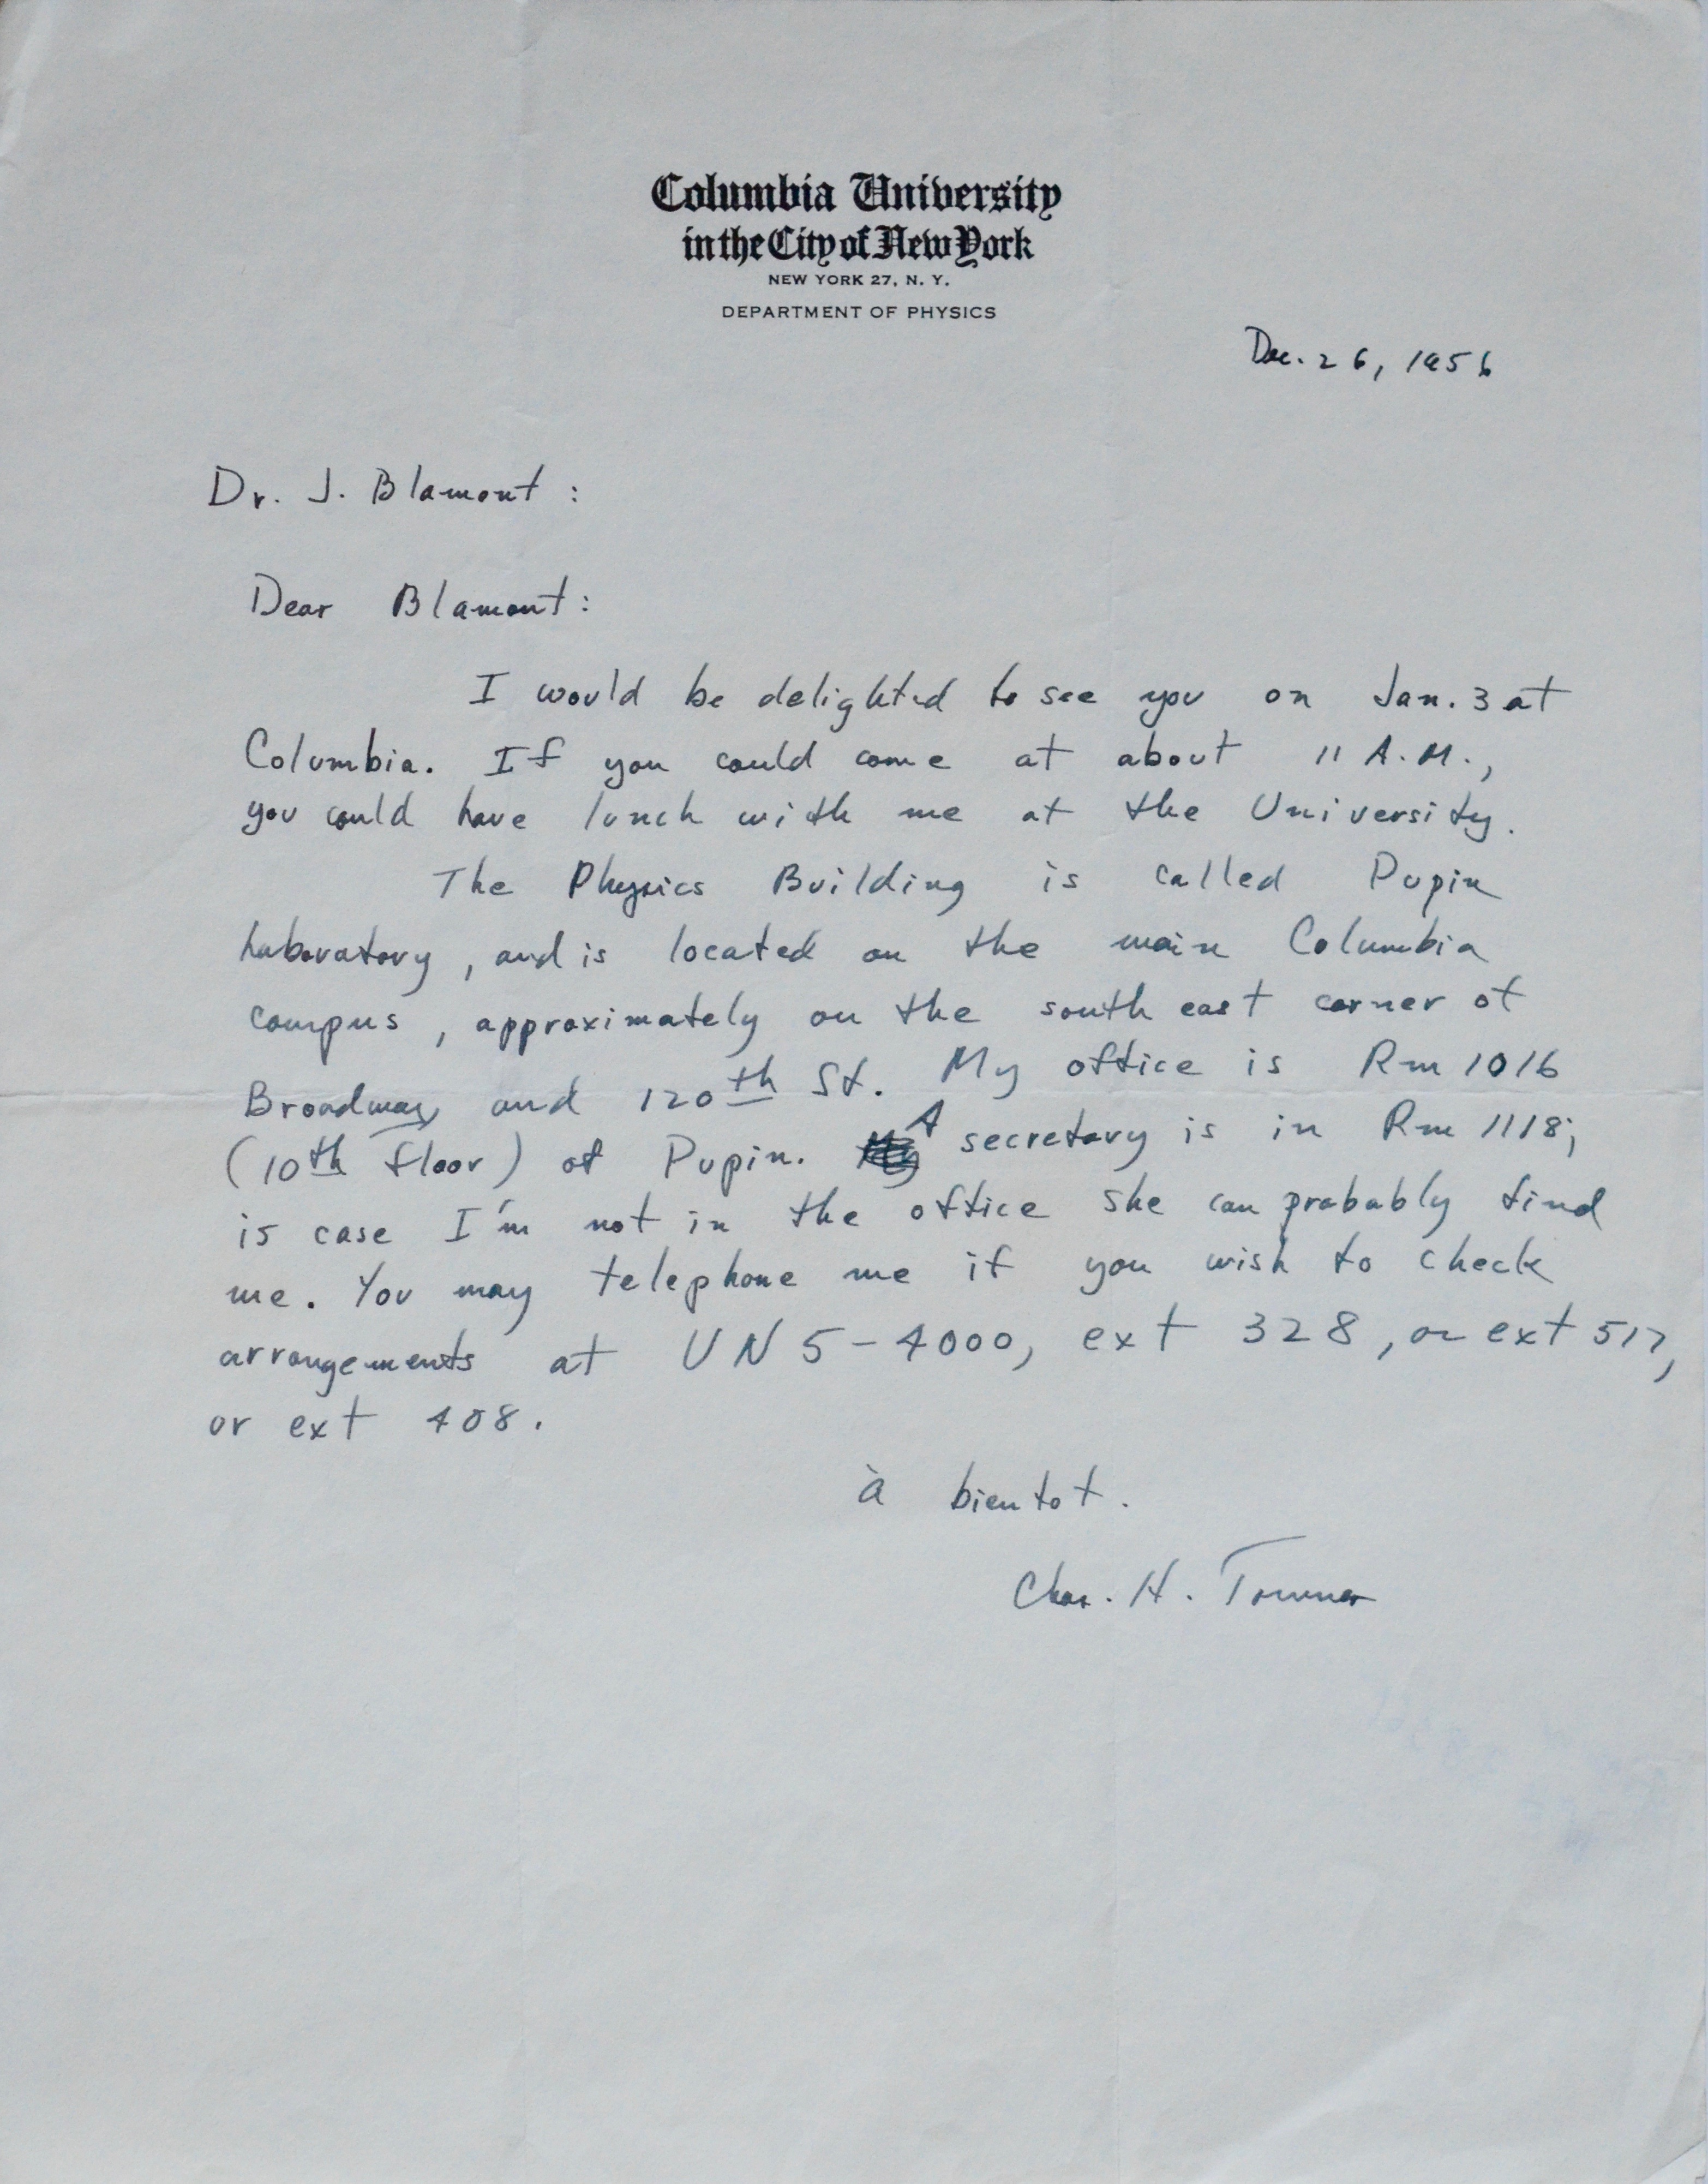 Columbia University
in the City of New York
NEW YORK 27, N. Y.
DEPARTMENT OF PHYSICS
Dec. 26, 1956
Dr. J. Blamont :
Dear Blamont :
I would be delighted to see you on Jan. 3 at
Columbia. If you could come at about 11 A.M.,
you could have lunch with me at the University.
The Physics Building is called Pupin
Laboratory, and is located on the main Columbia
campus, approximately on the south east corner of
Broadway and 120th St. My office is Rm 1016
(10th floor) of Pupin. A secretary is in Rm 1118;
is case I'm not in the office she can probably find
me. You may telephone me if you wish to check
arrangements at UN 5-4000, ext 328, or ext 517,
or ext 408.
à bientot.
Chas. H. Townes